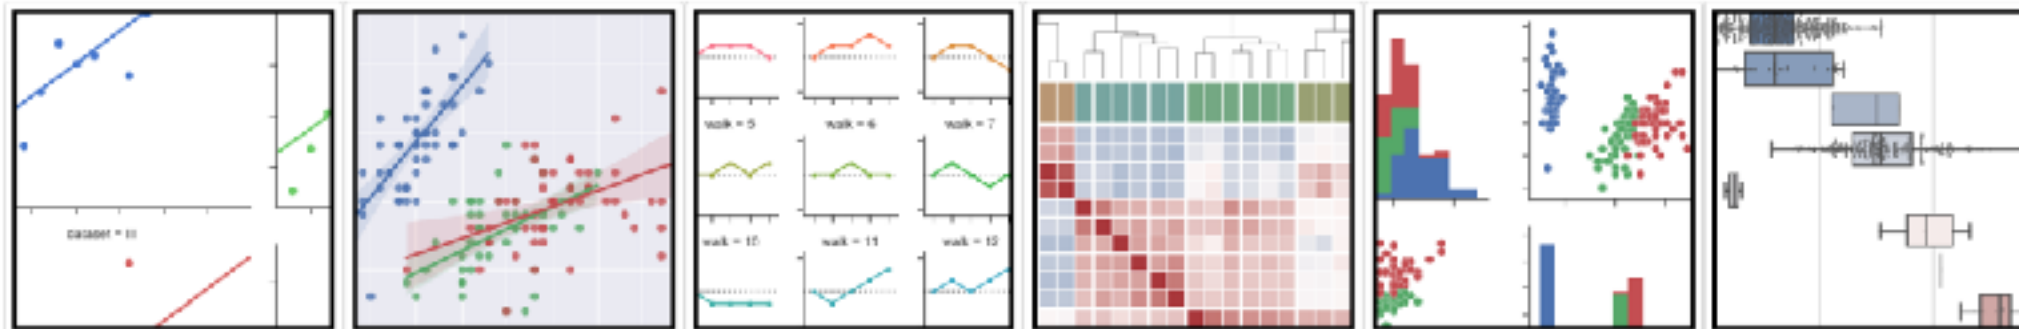 walk = 5
walk = 6
walk = 7
dataset = III
walk = 10
walk = 11
walk = 12